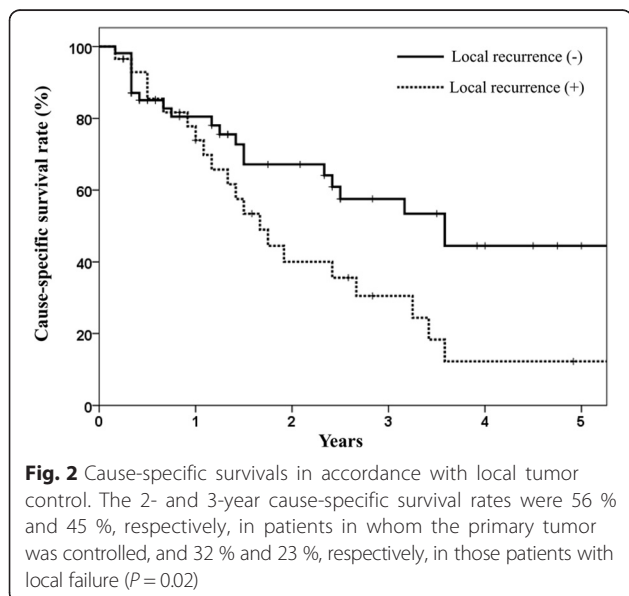 100
80
60
40
20
0
Cause-specific survival rate (%)
Local recurrence (-)
Local recurrence (+)
0 1 2 3 4 5
Years
Fig. 2 Cause-specific survivals in accordance with local tumor
control. The 2- and 3-year cause-specific survival rates were 56 %
and 45 %, respectively, in patients in whom the primary tumor
was controlled, and 32 % and 23 %, respectively, in those patients with
local failure (P = 0.02)